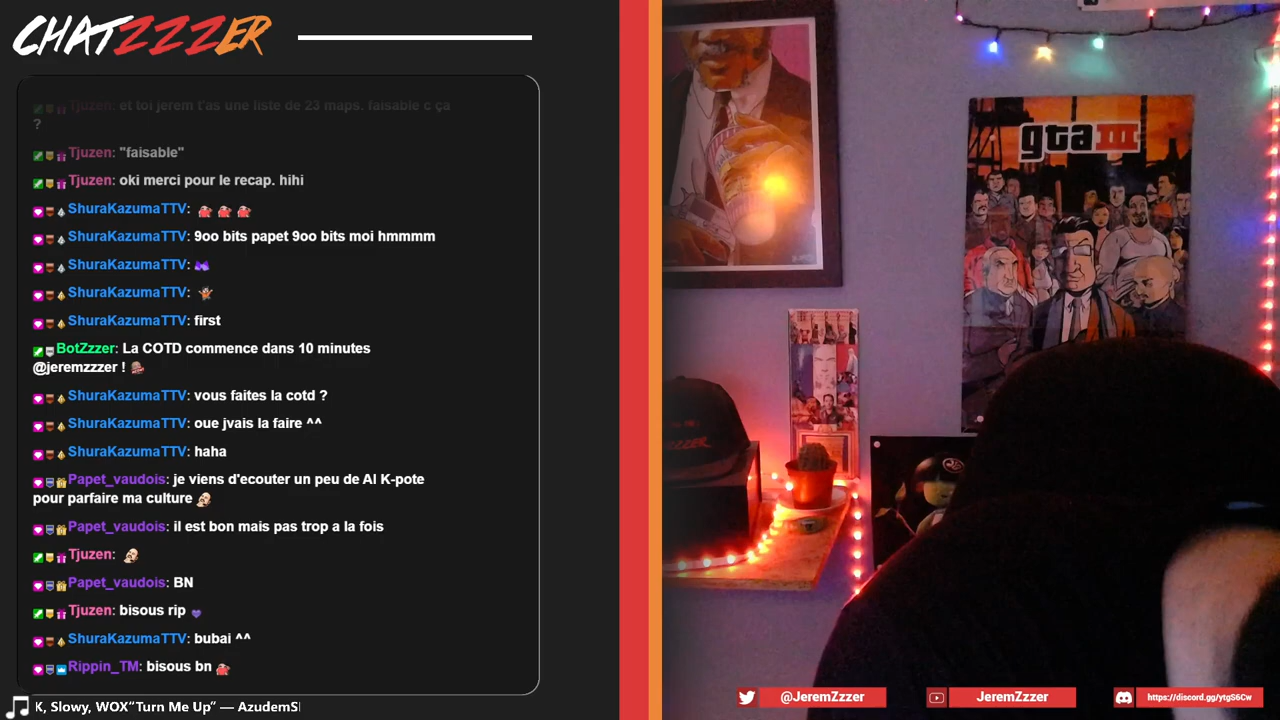 CHATZZZER
Tjuzen: et toi jerem t'as une liste de 23 maps. faisable c ça
?
Tjuzen: "faisable"
Tjuzen: oki merci pour le recap. hihi
ShuraKazumaTTV:
ShuraKazumaTTV: 9oo bits papet 9oo bits moi hmmmm
ShuraKazumaTTV:
ShuraKazumaTTV:
ShuraKazumaTTV: first
BotZzzer: La COTD commence dans 10 minutes
@jeremzzzer !
ShuraKazumaTTV: vous faites la cotd ?
ShuraKazumaTTV: oue jvais la faire ^^
ShuraKazumaTTV: haha
Papet_vaudois: je viens d'ecouter un peu de Al K-pote
pour parfaire ma culture
Papet_vaudois: il est bon mais pas trop a la fois
Tjuzen:
Papet_vaudois: BN
Tjuzen: bisous rip
ShuraKazumaTTV: bubai ^^
Rippin_TM: bisous bn
K, Slowy, WOX“Turn Me Up” — AzudemS
gta III
@JeremZzzer
JeremZzzer
https://discord.gg/ytgS6Cw